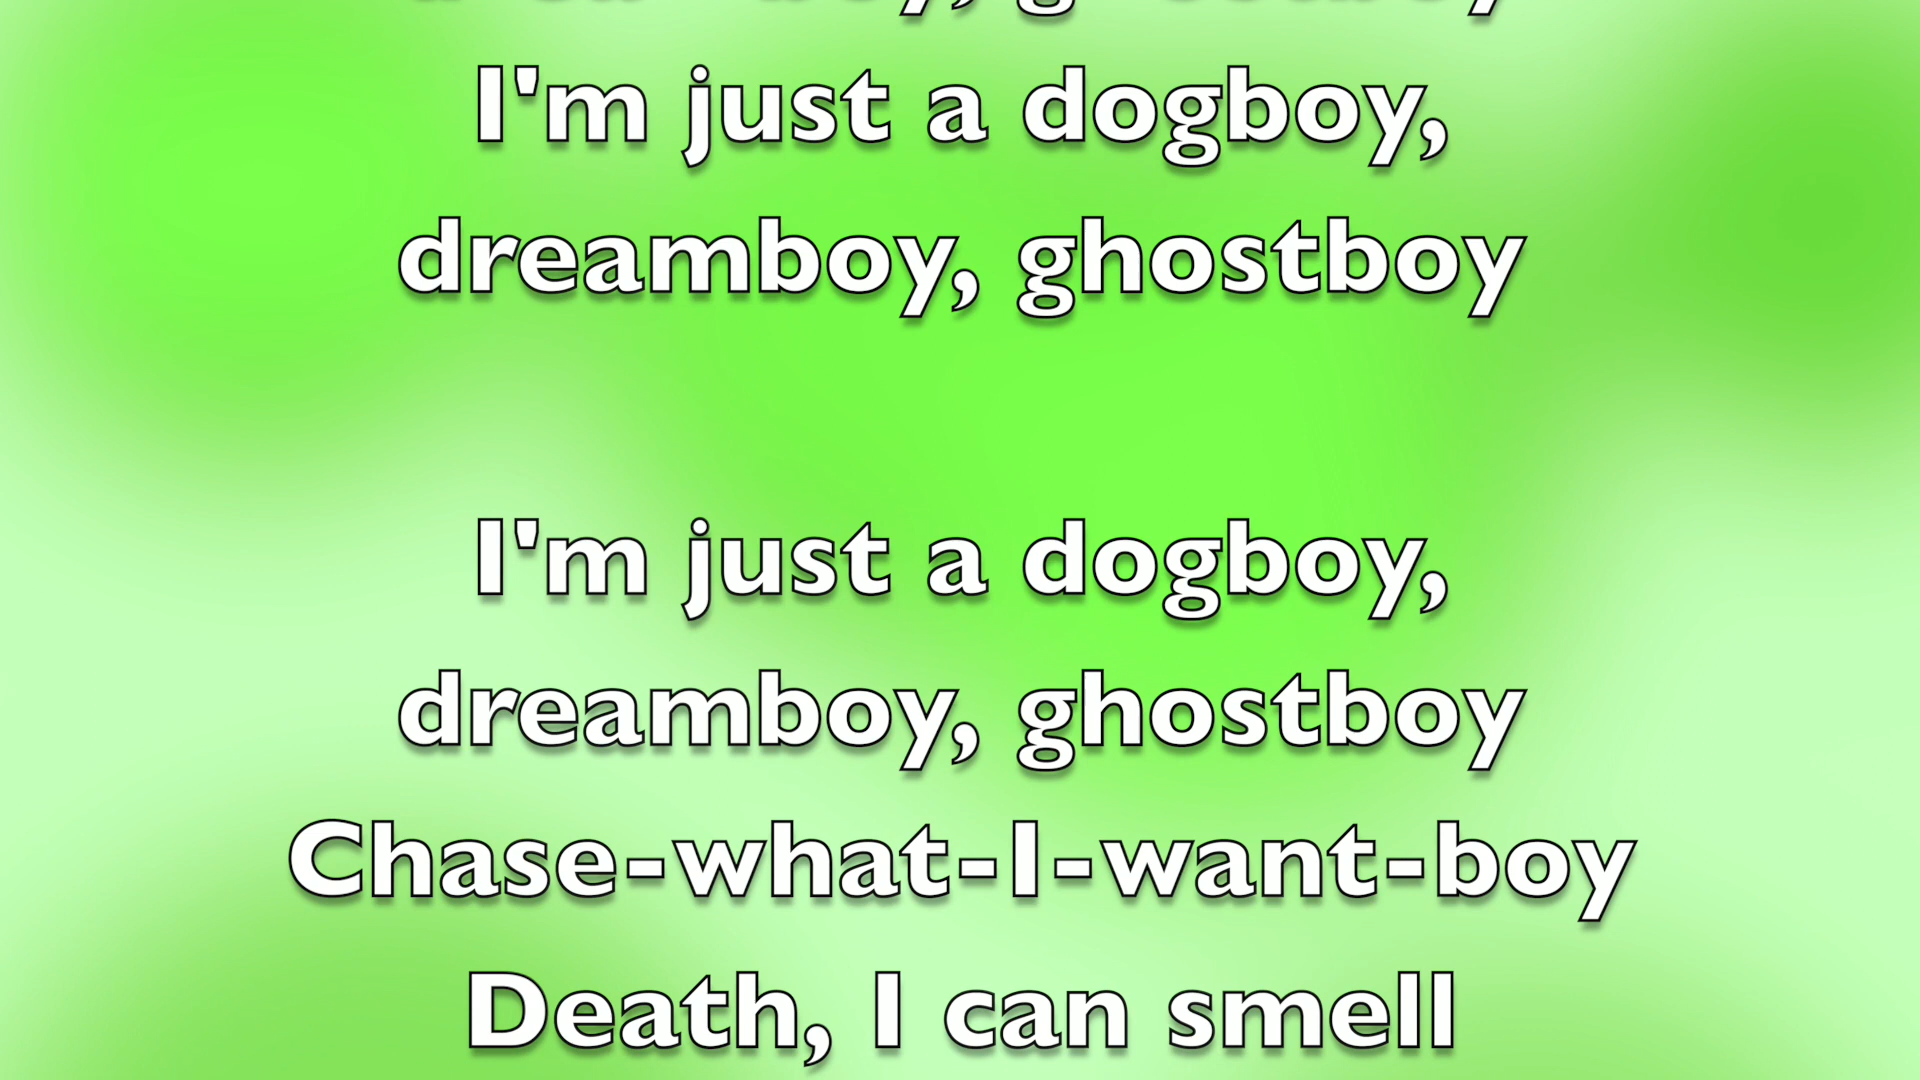 I'm just a dogboy,
dreamboy, ghostboy
I'm just a dogboy,
dreamboy, ghostboy
Chase-what-I-want-boy
Death, I can smell